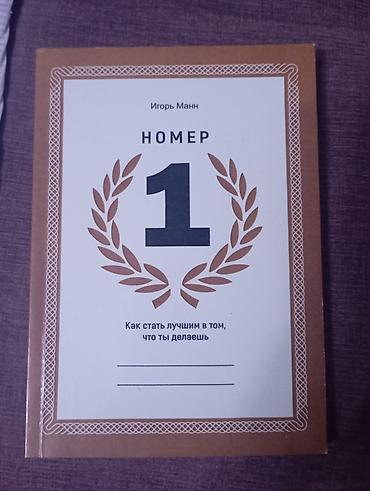 Игорь Манн
НОМЕР
1
Как стать лучшим в том,
что ты делаешь